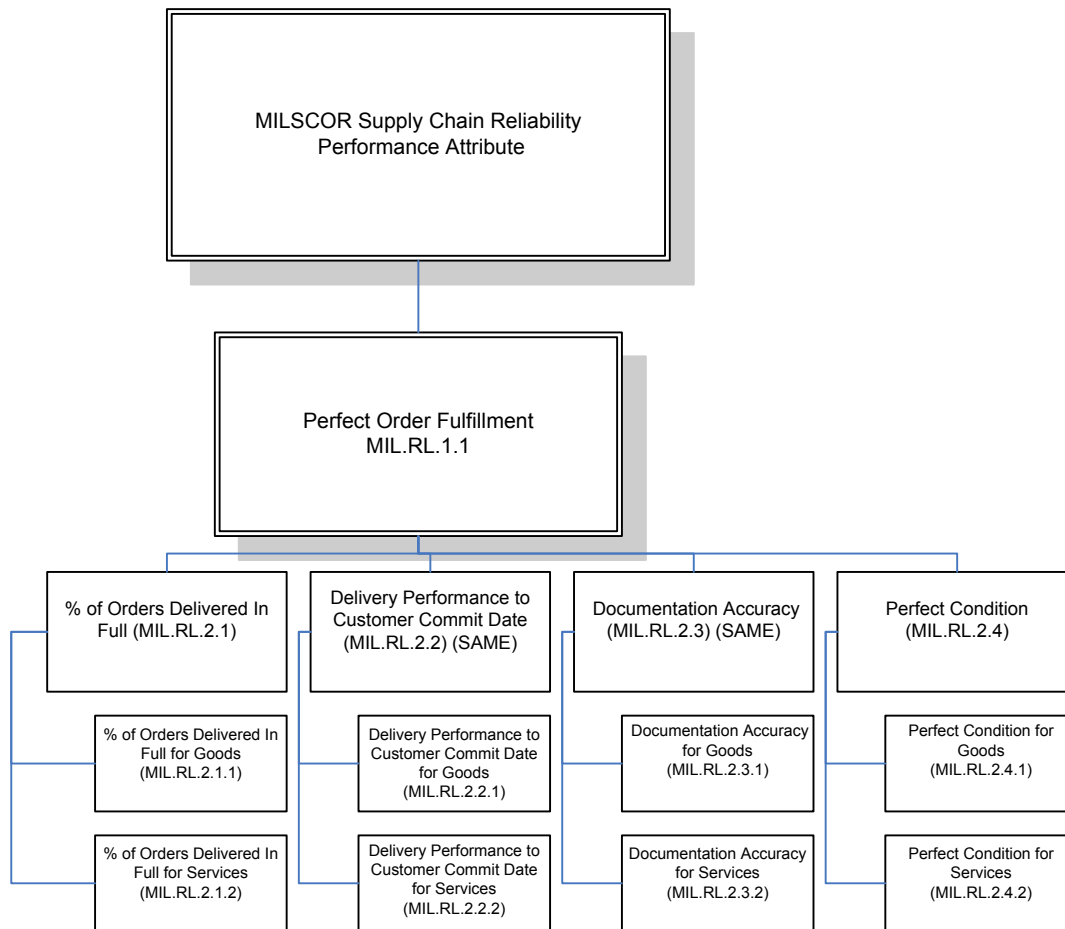 MILSCOR Supply Chain Reliability
Performance Attribute
Perfect Order Fulfillment
MIL.RL.1.1
% of Orders Delivered In
Full (MIL.RL.2.1)
Delivery Performance to
Customer Commit Date
(MIL.RL.2.2) (SAME)
Documentation Accuracy
(MIL.RL.2.3) (SAME)
Perfect Condition
(MIL.RL.2.4)
% of Orders Delivered In
Full for Goods
(MIL.RL.2.1.1)
Delivery Performance to
Customer Commit Date
for Goods
(MIL.RL.2.2.1)
Documentation Accuracy
for Goods
(MIL.RL.2.3.1)
Perfect Condition for
Goods
(MIL.RL.2.4.1)
% of Orders Delivered In
Full for Services
(MIL.RL.2.1.2)
Delivery Performance to
Customer Commit Date
for Services
(MIL.RL.2.2.2)
Documentation Accuracy
for Services
(MIL.RL.2.3.2)
Perfect Condition for
Services
(MIL.RL.2.4.2)